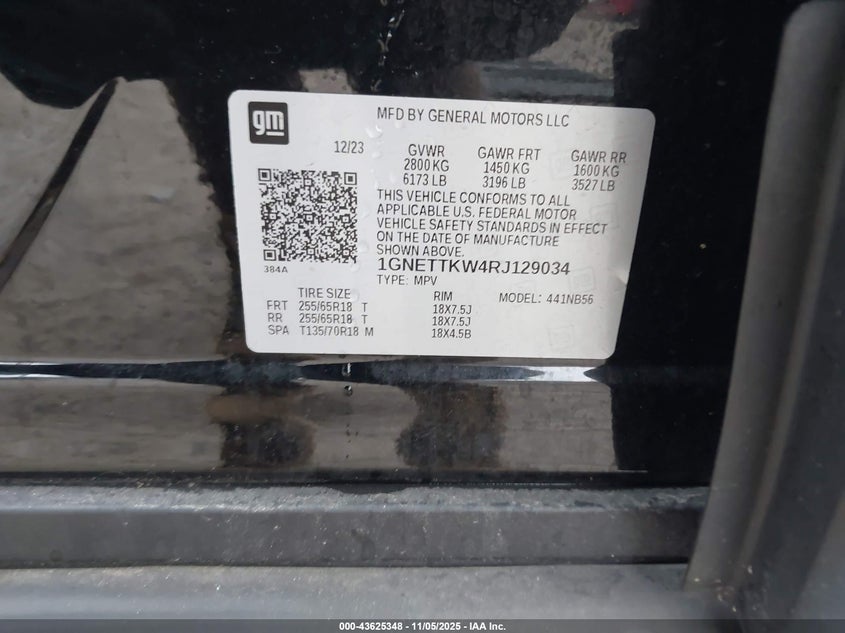 gm
MFD BY GENERAL MOTORS LLC
12/23
GVWR GAWR FRT GAWR RR
2800 KG 1450 KG 1600 KG
6173 LB 3196 LB 3527 LB
THIS VEHICLE CONFORMS TO ALL
APPLICABLE U.S. FEDERAL MOTOR
VEHICLE SAFETY STANDARDS IN EFFECT
ON THE DATE OF MANUFACTURE
SHOWN ABOVE.
384A
1GNETTKW4RJ129034
TYPE: MPV
TIRE SIZE RIM MODEL: 441NB56
FRT 255/65R18 T 18X7.5J
RR 255/65R18 T 18X7.5J
SPA T135/70R18 M 18X4.5B
000-43625348 - 11/05/2025 - IAA Inc.